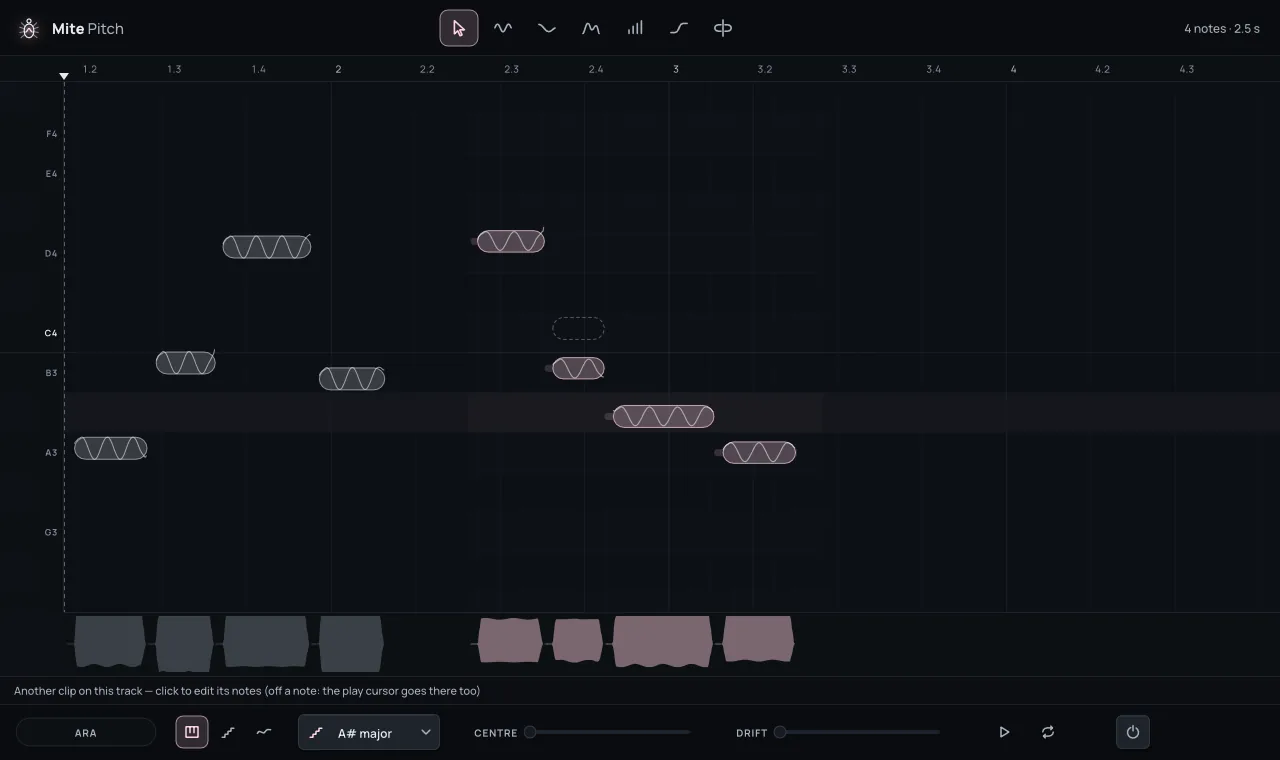 Mite Pitch
4 notes · 2.5 s
1.2 1.3 1.4 2 2.2 2.3 2.4 3 3.2 3.3 3.4 4 4.2 4.3
F4
E4
D4
C4
B3
A3
G3
Another clip on this track — click to edit its notes (off a note: the play cursor goes there too)
ARA A# major CENTRE DRIFT